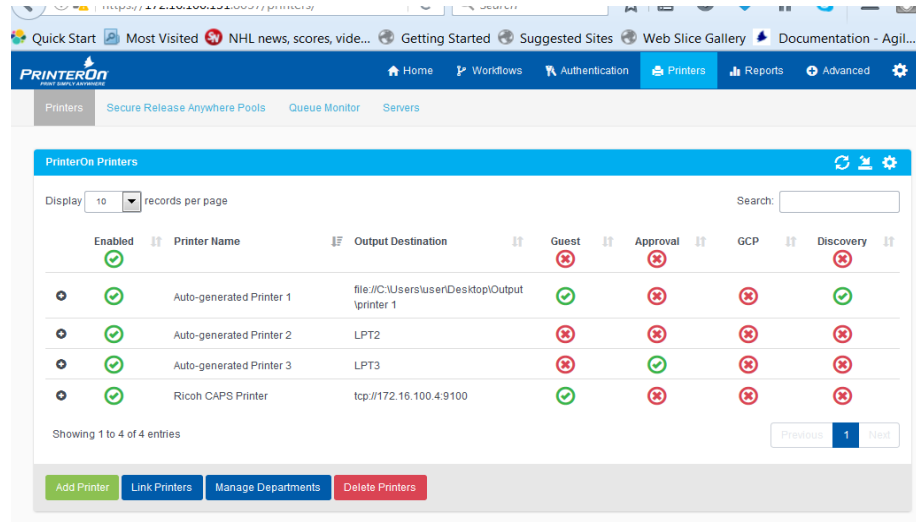 Search
Quick Start Most Visited NHL news, scores, vide... Getting Started Suggested Sites Web Slice Gallery Documentation - Agil...
PRINTERON
PRINT SIMPLY ANYWHERE
Home Workflows Authentication Printers Reports Advanced
Printers Secure Release Anywhere Pools Queue Monitor Servers
PrinterOn Printers
Display 10 records per page Search:
Enabled Printer Name Output Destination Guest Approval GCP Discovery
Auto-generated Printer 1 file://C:\Users\user\Desktop\Output
\printer 1
Auto-generated Printer 2 LPT2
Auto-generated Printer 3 LPT3
Ricoh CAPS Printer tcp://172.16.100.4:9100
Showing 1 to 4 of 4 entries
Previous 1 Next
Add Printer Link Printers Manage Departments Delete Printers